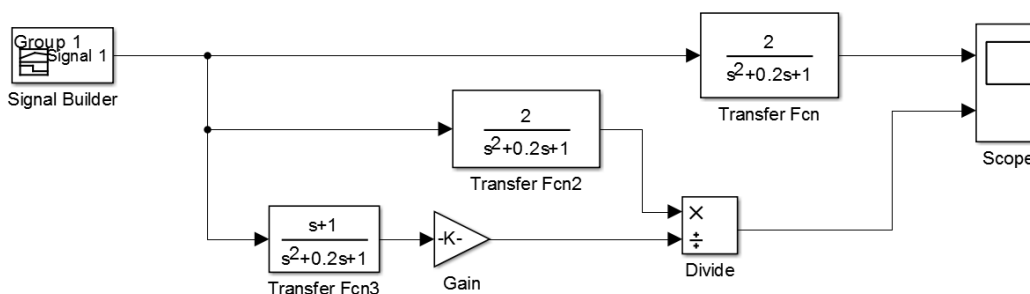 Group 1
Signal 1
Signal Builder
2
s²+0.2s+1
Transfer Fcn
2
s²+0.2s+1
Transfer Fcn2
Scope
s+1
s²+0.2s+1
Transfer Fcn3
-K-
Gain
×
÷
Divide